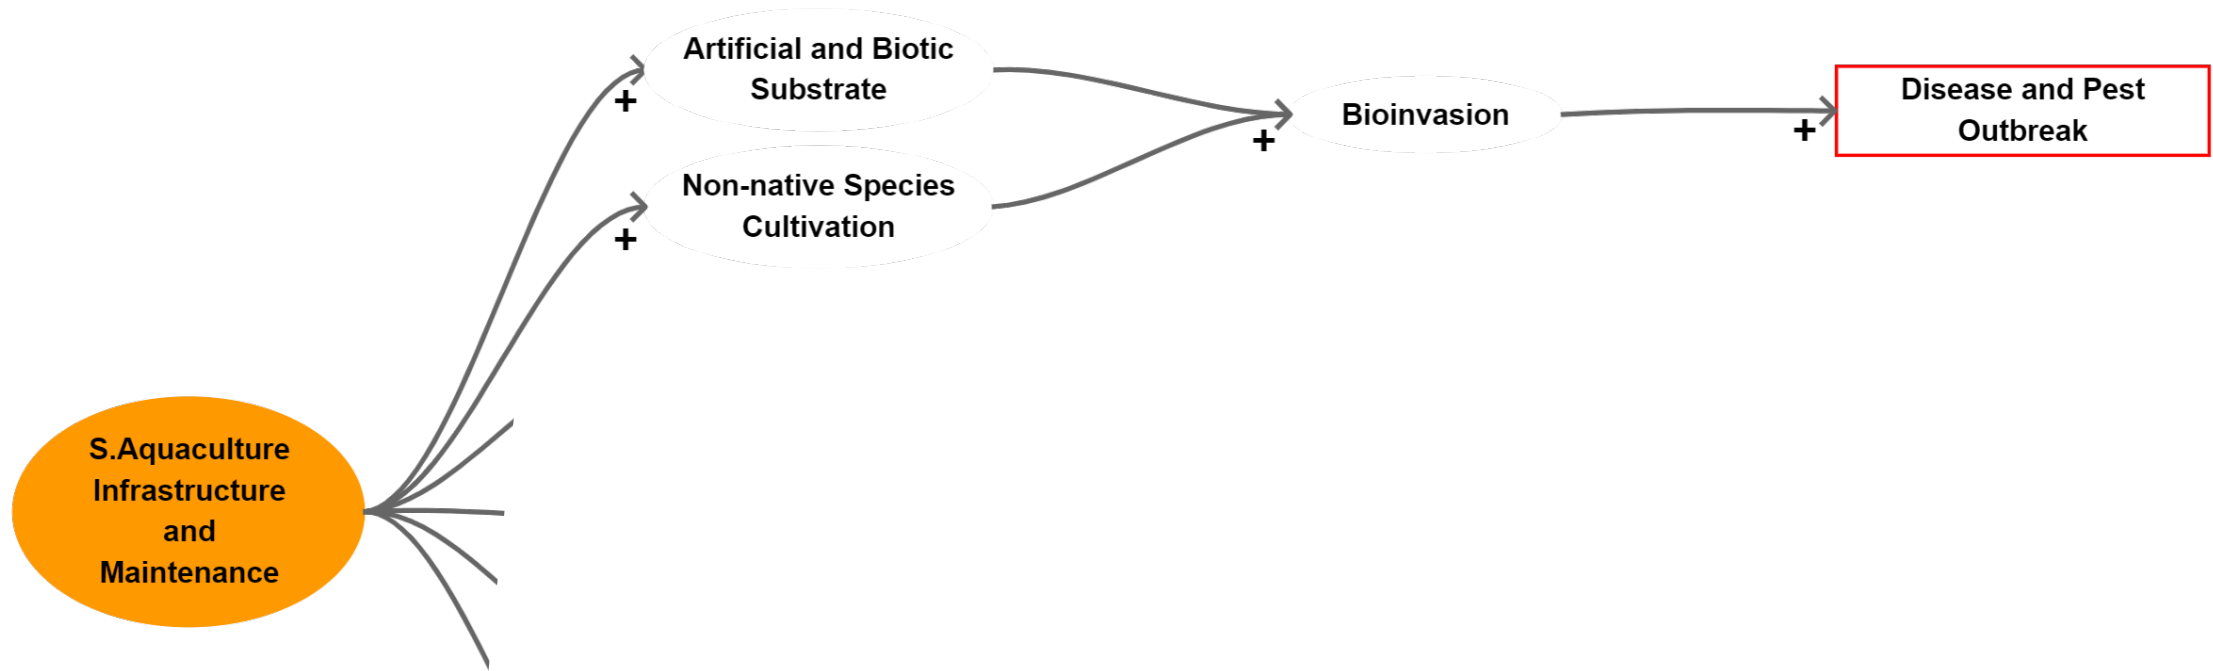 Artificial and Biotic
Substrate
+
Non-native Species
Cultivation
+
Bioinvasion
+
Disease and Pest
Outbreak
+
S.Aquaculture
Infrastructure
and
Maintenance